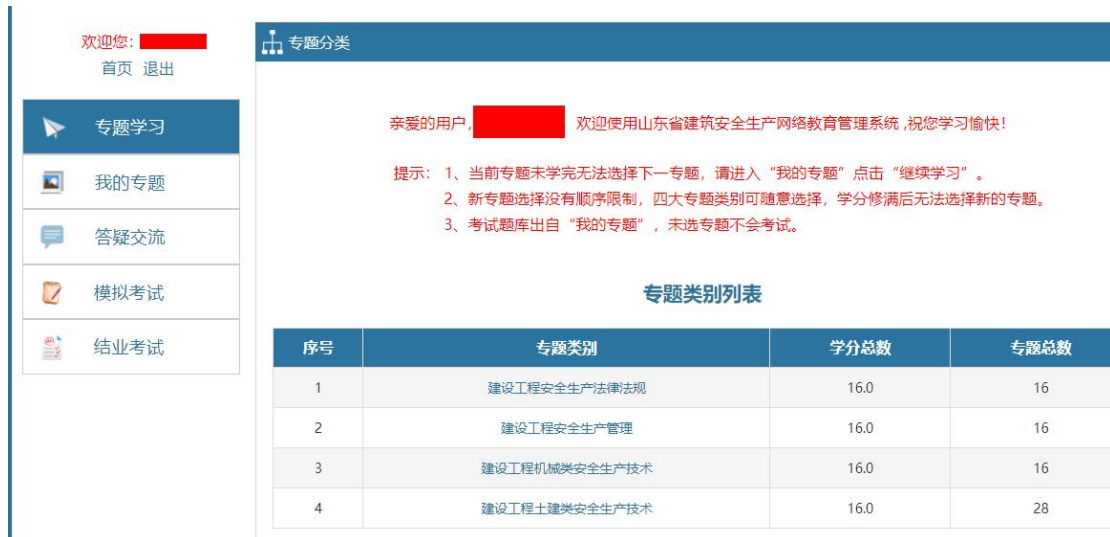 欢迎您:
首页 退出
专题学习
我的专题
答疑交流
模拟考试
结业考试
专题分类
亲爱的用户, 欢迎使用山东省建筑安全生产网络教育管理系统 ,祝您学习愉快!
提示: 1、当前专题未学完无法选择下一专题,请进入“我的专题”点击“继续学习”。
2、新专题选择没有顺序限制,四大专题类别可随意选择,学分修满后无法选择新的专题。
3、考试题库出自“我的专题”,未选专题不会考试。
专题类别列表
序号 专题类别 学分总数 专题总数
1 建设工程安全生产法律法规 16.0 16
2 建设工程安全生产管理 16.0 16
3 建设工程机械类安全生产技术 16.0 16
4 建设工程土建类安全生产技术 16.0 28